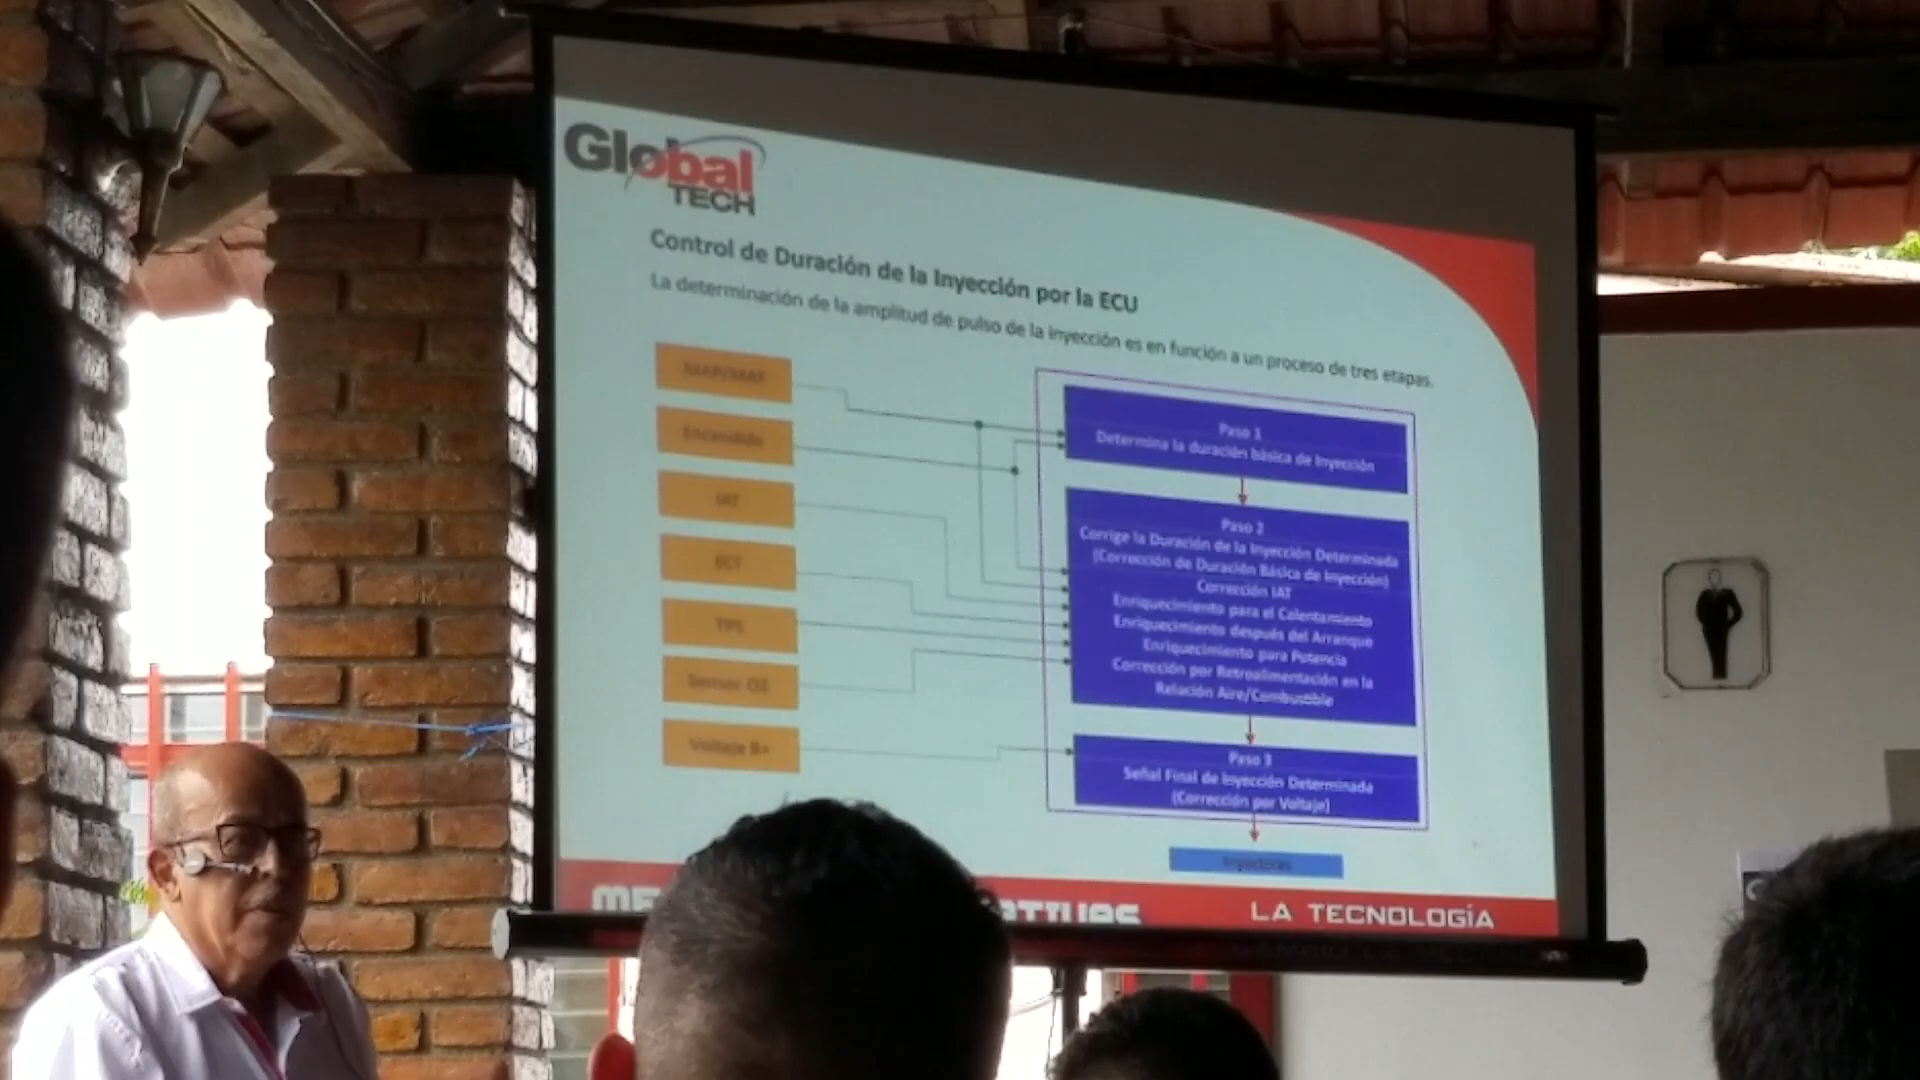 Global
TECH
Control de Duración de la Inyección por la ECU
La determinación de la amplitud de pulso de la inyección es en función a un proceso de tres etapas.
MAP/MAF
Encendido
IAT
ECT
TPS
Sensor O2
Voltaje B+
Paso 1
Determina la duración básica de Inyección
Paso 2
Corrige la Duración de la Inyección Determinada
(Corrección de Duración Básica de Inyección)
Corrección IAT
Enriquecimiento para el Calentamiento
Enriquecimiento después del Arranque
Enriquecimiento para Potencia
Corrección por Retroalimentación en la
Relación Aire/Combustible
Paso 3
Señal Final de Inyección Determinada
(Corrección por Voltaje)
Inyectores
LA TECNOLOGÍA